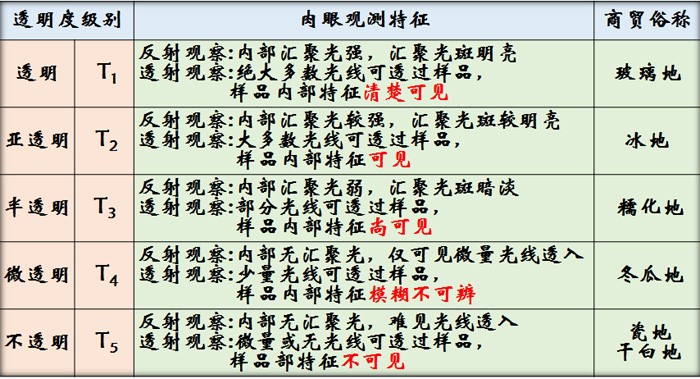 透明度级别 肉眼观测特征 商贸俗称
透明 T1 反射观察:内部汇聚光强，汇聚光斑明亮
透射观察:绝大多数光线可透过样品，
样品内部特征清楚可见 玻璃地
亚透明 T2 反射观察:内部汇聚光较强，汇聚光斑较明亮
透射观察:大多数光线可透过样品，
样品内部特征可见 冰地
半透明 T3 反射观察:内部汇聚光弱，汇聚光斑暗淡
透射观察:部分光线可透过样品，
样品内部特征尚可见 糯化地
微透明 T4 反射观察:内部无汇聚光，仅可见微量光线透入
透射观察:少量光线可透过样品，
样品内部特征模糊不可辨 冬瓜地
不透明 T5 反射观察:内部无汇聚光，难见光线透入
透射观察:微量或无光线可透过样品，
样品部特征不可见 瓷地
干白地